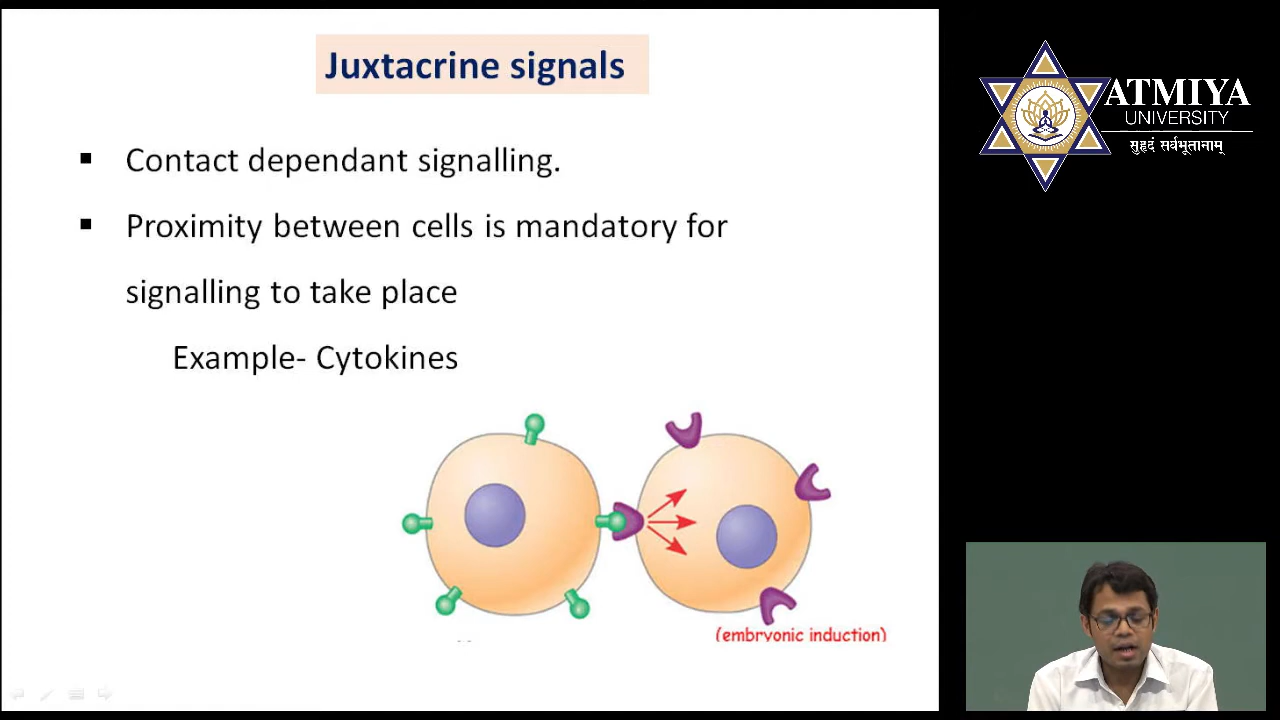 Juxtacrine signals
▪ Contact dependant signalling.
▪ Proximity between cells is mandatory for
signalling to take place
Example- Cytokines
(embryonic induction)
ATMIYA
UNIVERSITY
सुहृदं सर्वभूतानाम्